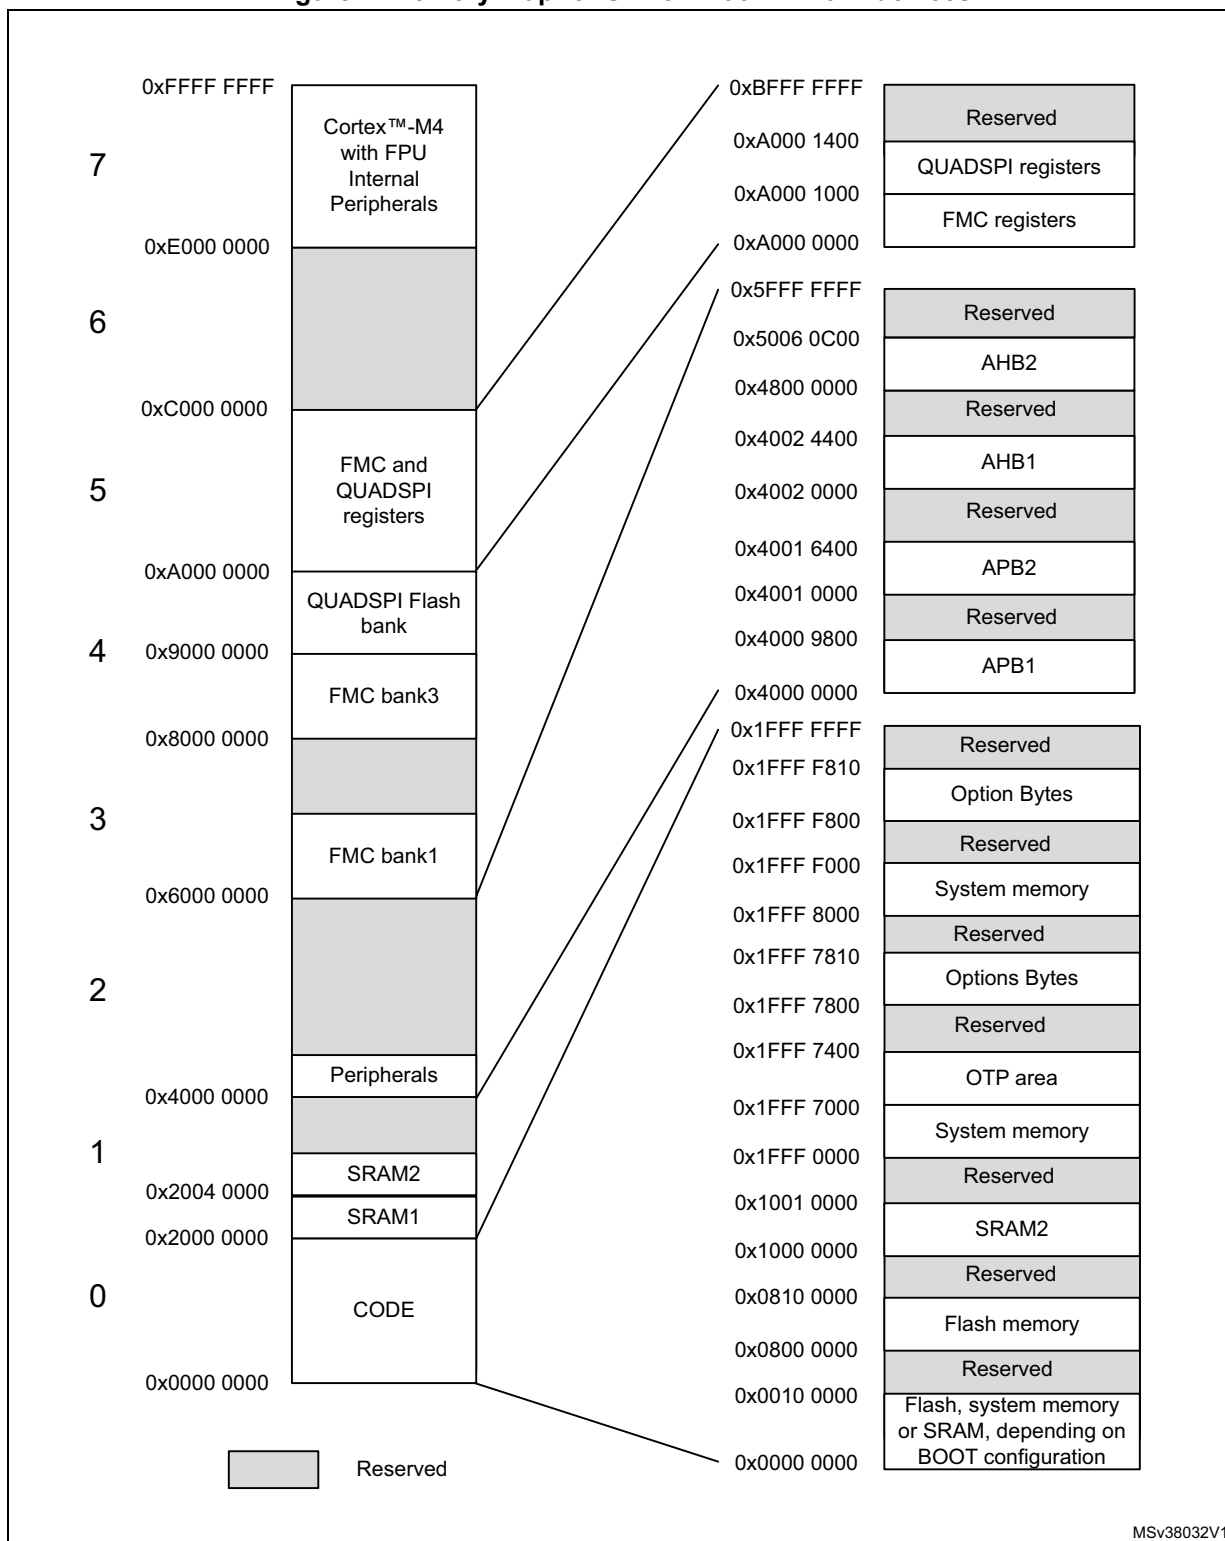 0xFFFF FFFF
7
Cortex™-M4
with FPU
Internal
Peripherals
0xE000 0000
6
0xC000 0000
5
FMC and
QUADSPI
registers
0xA000 0000
QUADSPI Flash
bank
4
0x9000 0000
FMC bank3
0x8000 0000
3
FMC bank1
0x6000 0000
2
Peripherals
0x4000 0000
1
SRAM2
0x2004 0000
SRAM1
0x2000 0000
0
CODE
0x0000 0000
Reserved
0xBFFF FFFF
Reserved
0xA000 1400
QUADSPI registers
0xA000 1000
FMC registers
0xA000 0000
0x5FFF FFFF
Reserved
0x5006 0C00
AHB2
0x4800 0000
Reserved
0x4002 4400
AHB1
0x4002 0000
Reserved
0x4001 6400
APB2
0x4001 0000
Reserved
0x4000 9800
APB1
0x4000 0000
0x1FFF FFFF
Reserved
0x1FFF F810
Option Bytes
0x1FFF F800
Reserved
0x1FFF F000
System memory
0x1FFF 8000
Reserved
0x1FFF 7810
Options Bytes
0x1FFF 7800
Reserved
0x1FFF 7400
OTP area
0x1FFF 7000
System memory
0x1FFF 0000
Reserved
0x1001 0000
SRAM2
0x1000 0000
Reserved
0x0810 0000
Flash memory
0x0800 0000
Reserved
0x0010 0000
Flash, system memory
or SRAM, depending on
BOOT configuration
0x0000 0000
MSv38032V1